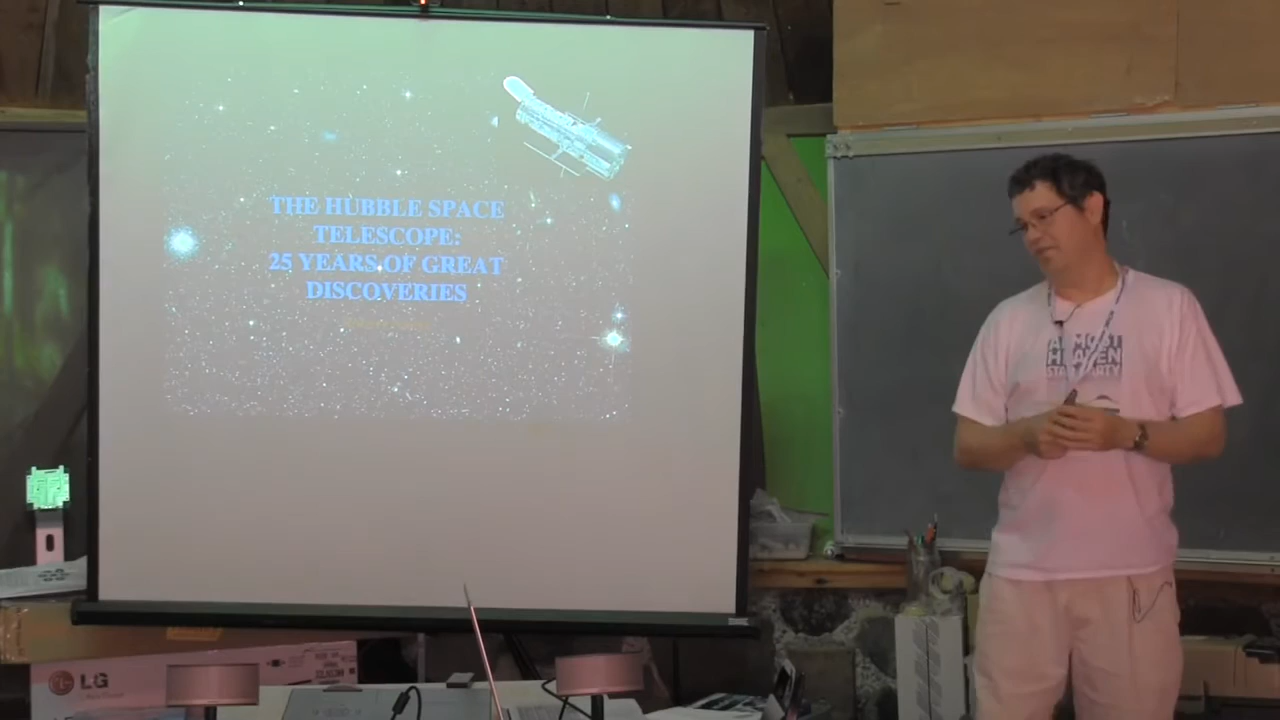 THE HUBBLE SPACE
TELESCOPE:
25 YEARS OF GREAT
DISCOVERIES
ALMOST
HEAVEN
STAR PARTY
LG